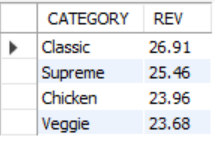 CATEGORY REV
Classic 26.91
Supreme 25.46
Chicken 23.96
Veggie 23.68